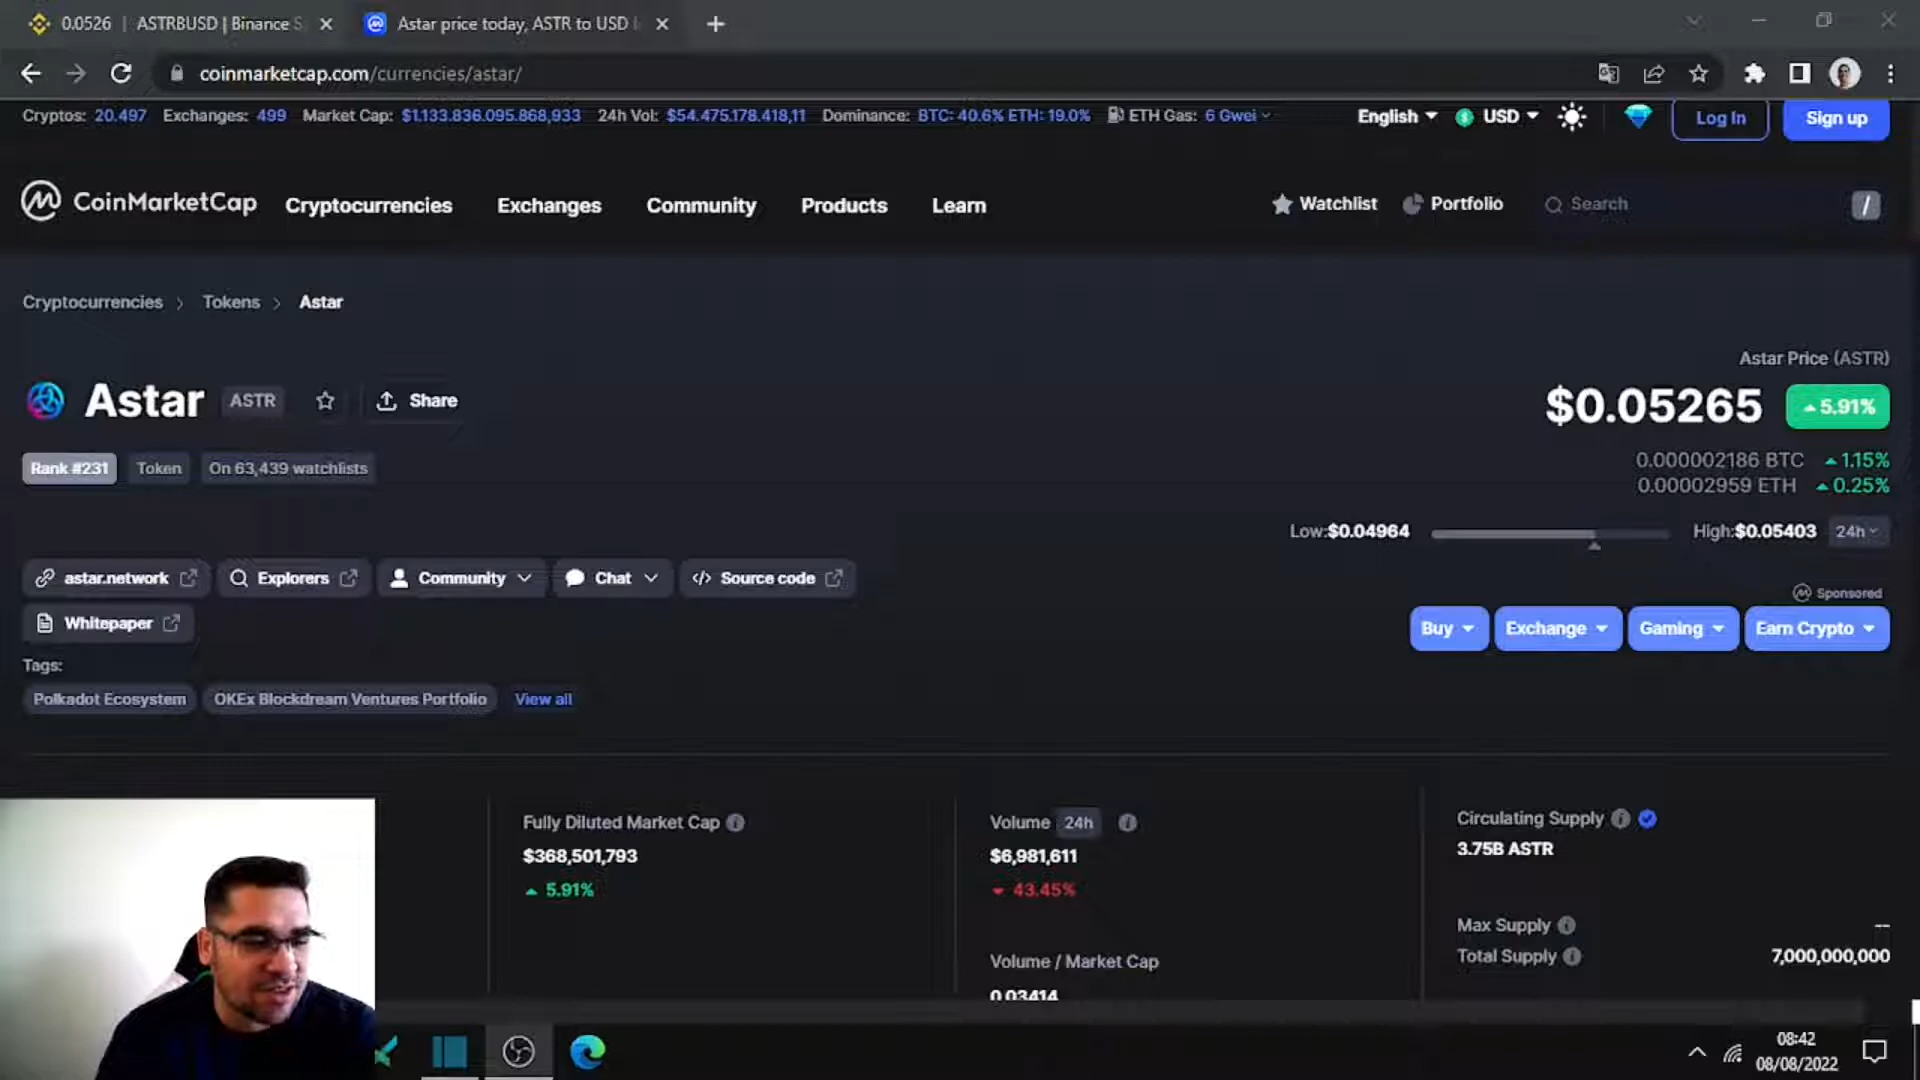 0.0526 | ASTRBUSD | Binance S
Astar price today, ASTR to USD l
coinmarketcap.com/currencies/astar/
Cryptos: 20.497 Exchanges: 499 Market Cap: $1.133.836.095.868,933 24h Vol: $54.475.178.418,11 Dominance: BTC: 40.6% ETH: 19.0% ETH Gas: 6 Gwei
English USD Log In Sign up
CoinMarketCap Cryptocurrencies Exchanges Community Products Learn Watchlist Portfolio Search /
Cryptocurrencies > Tokens > Astar
Astar Price (ASTR)
Astar ASTR Share
$0.05265 5.91%
Rank #231 Token On 63,439 watchlists
0.000002186 BTC 1.15%
0.00002959 ETH 0.25%
Low:$0.04964 High:$0.05403 24h
astar.network Explorers Community Chat </> Source code
Sponsored
Whitepaper
Buy Exchange Gaming Earn Crypto
Tags:
Polkadot Ecosystem OKEx Blockdream Ventures Portfolio View all
Fully Diluted Market Cap
$368,501,793
5.91%
Volume 24h
$6,981,611
43.45%
Volume / Market Cap
0.03414
Circulating Supply
3.75B ASTR
Max Supply --
Total Supply 7,000,000,000
08:42
08/08/2022